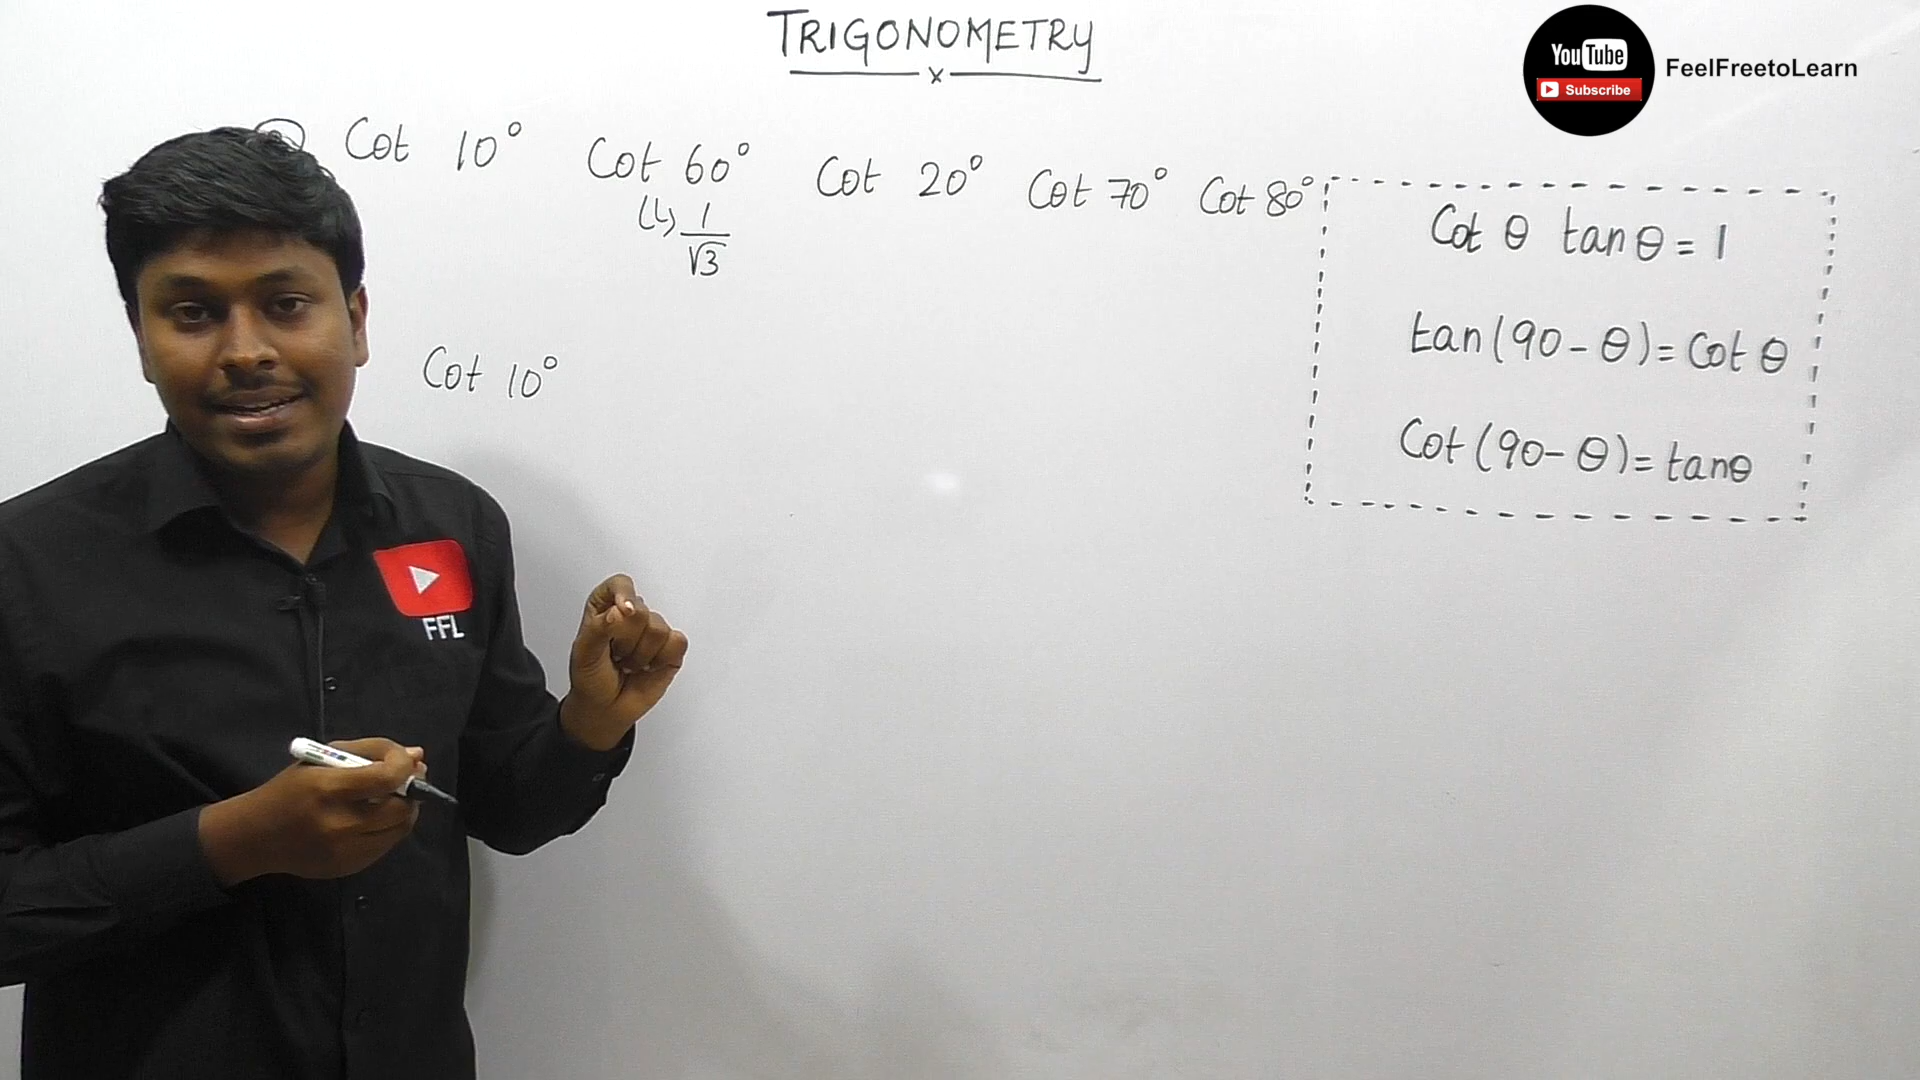 TRIGONOMETRY
x
YouTube
Subscribe
FeelFreetoLearn
Cot 10° Cot 60° Cot 20° Cot 70° Cot 80°
1
√3
Cot 10°
Cot θ tan θ = 1
tan(90 - θ) = Cot θ
Cot(90 - θ) = tanθ
FFL